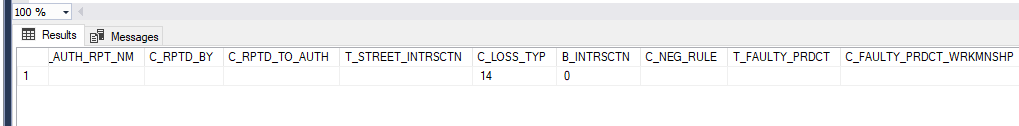 100 %
Results Messages
_AUTH_RPT_NM C_RPTD_BY C_RPTD_TO_AUTH T_STREET_INTRSCTN C_LOSS_TYP B_INTRSCTN C_NEG_RULE T_FAULTY_PRDCT C_FAULTY_PRDCT_WRKMNSHP
1 14 0